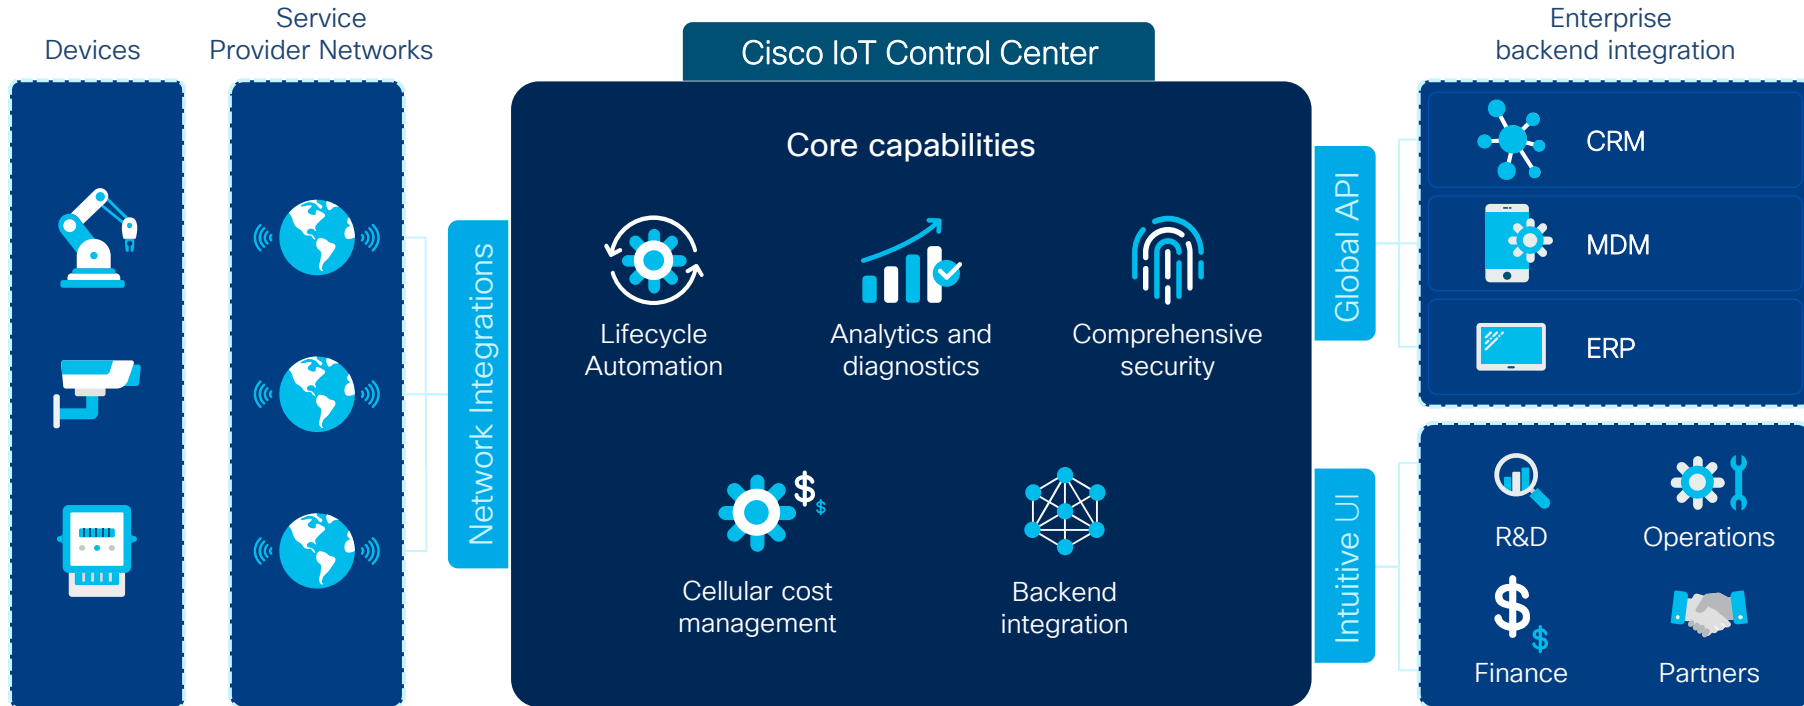 Devices
Service
Provider Networks
Cisco IoT Control Center
Enterprise
backend integration
Core capabilities
Network Integrations
Lifecycle
Automation
Analytics and
diagnostics
Comprehensive
security
$
$
Cellular cost
management
Backend
integration
Global API
Intuitive UI
CRM
MDM
ERP
R&D
Operations
$
$
Finance
Partners